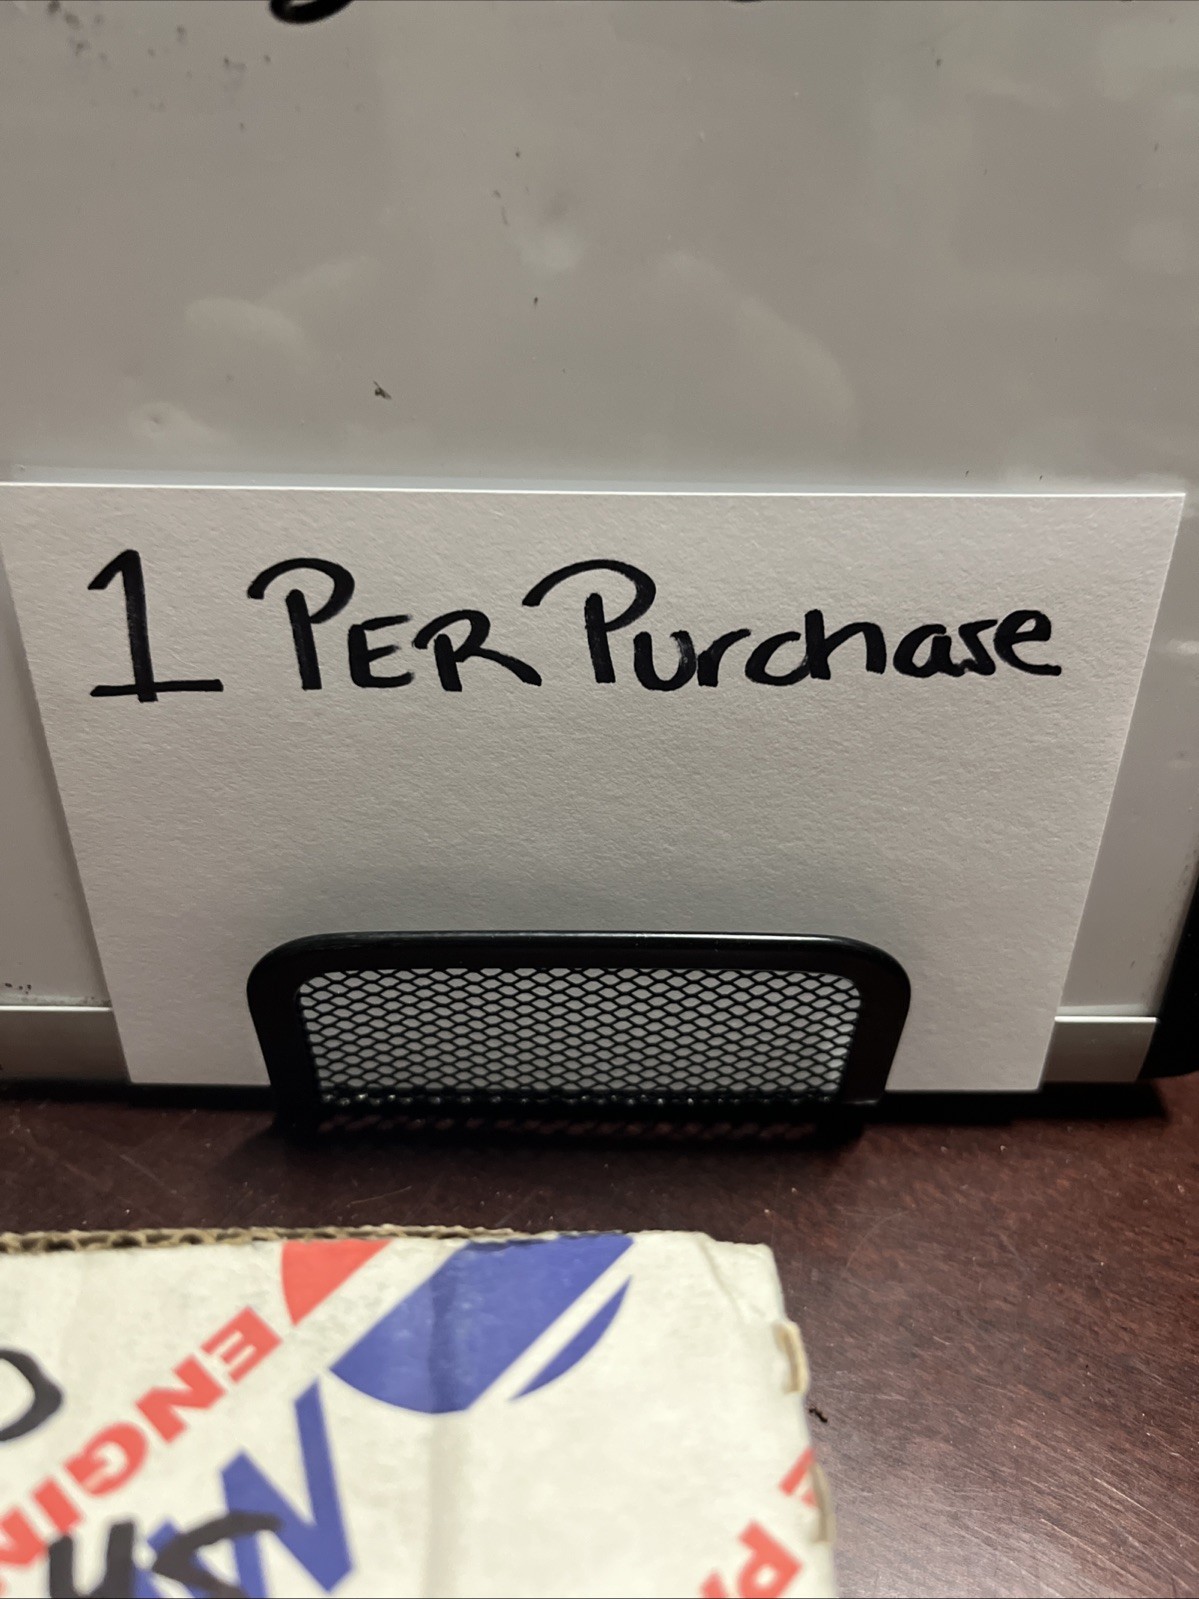 1 PER Purchase
ENGIN